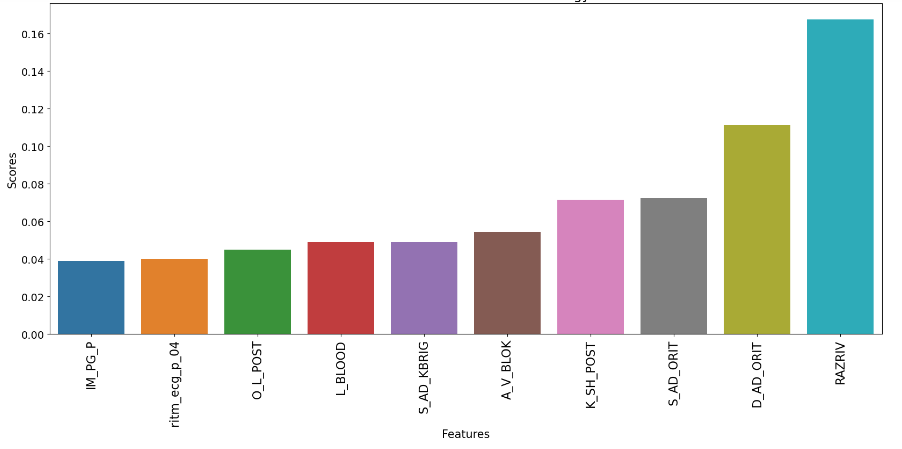 Scores
0.16
0.14
0.12
0.10
0.08
0.06
0.04
0.02
0.00
IM_PG_P
ritm_ecg_p_04
O_L_POST
L_BLOOD
S_AD_KBRIG
A_V_BLOK
K_SH_POST
S_AD_ORIT
D_AD_ORIT
RAZRIV
Features